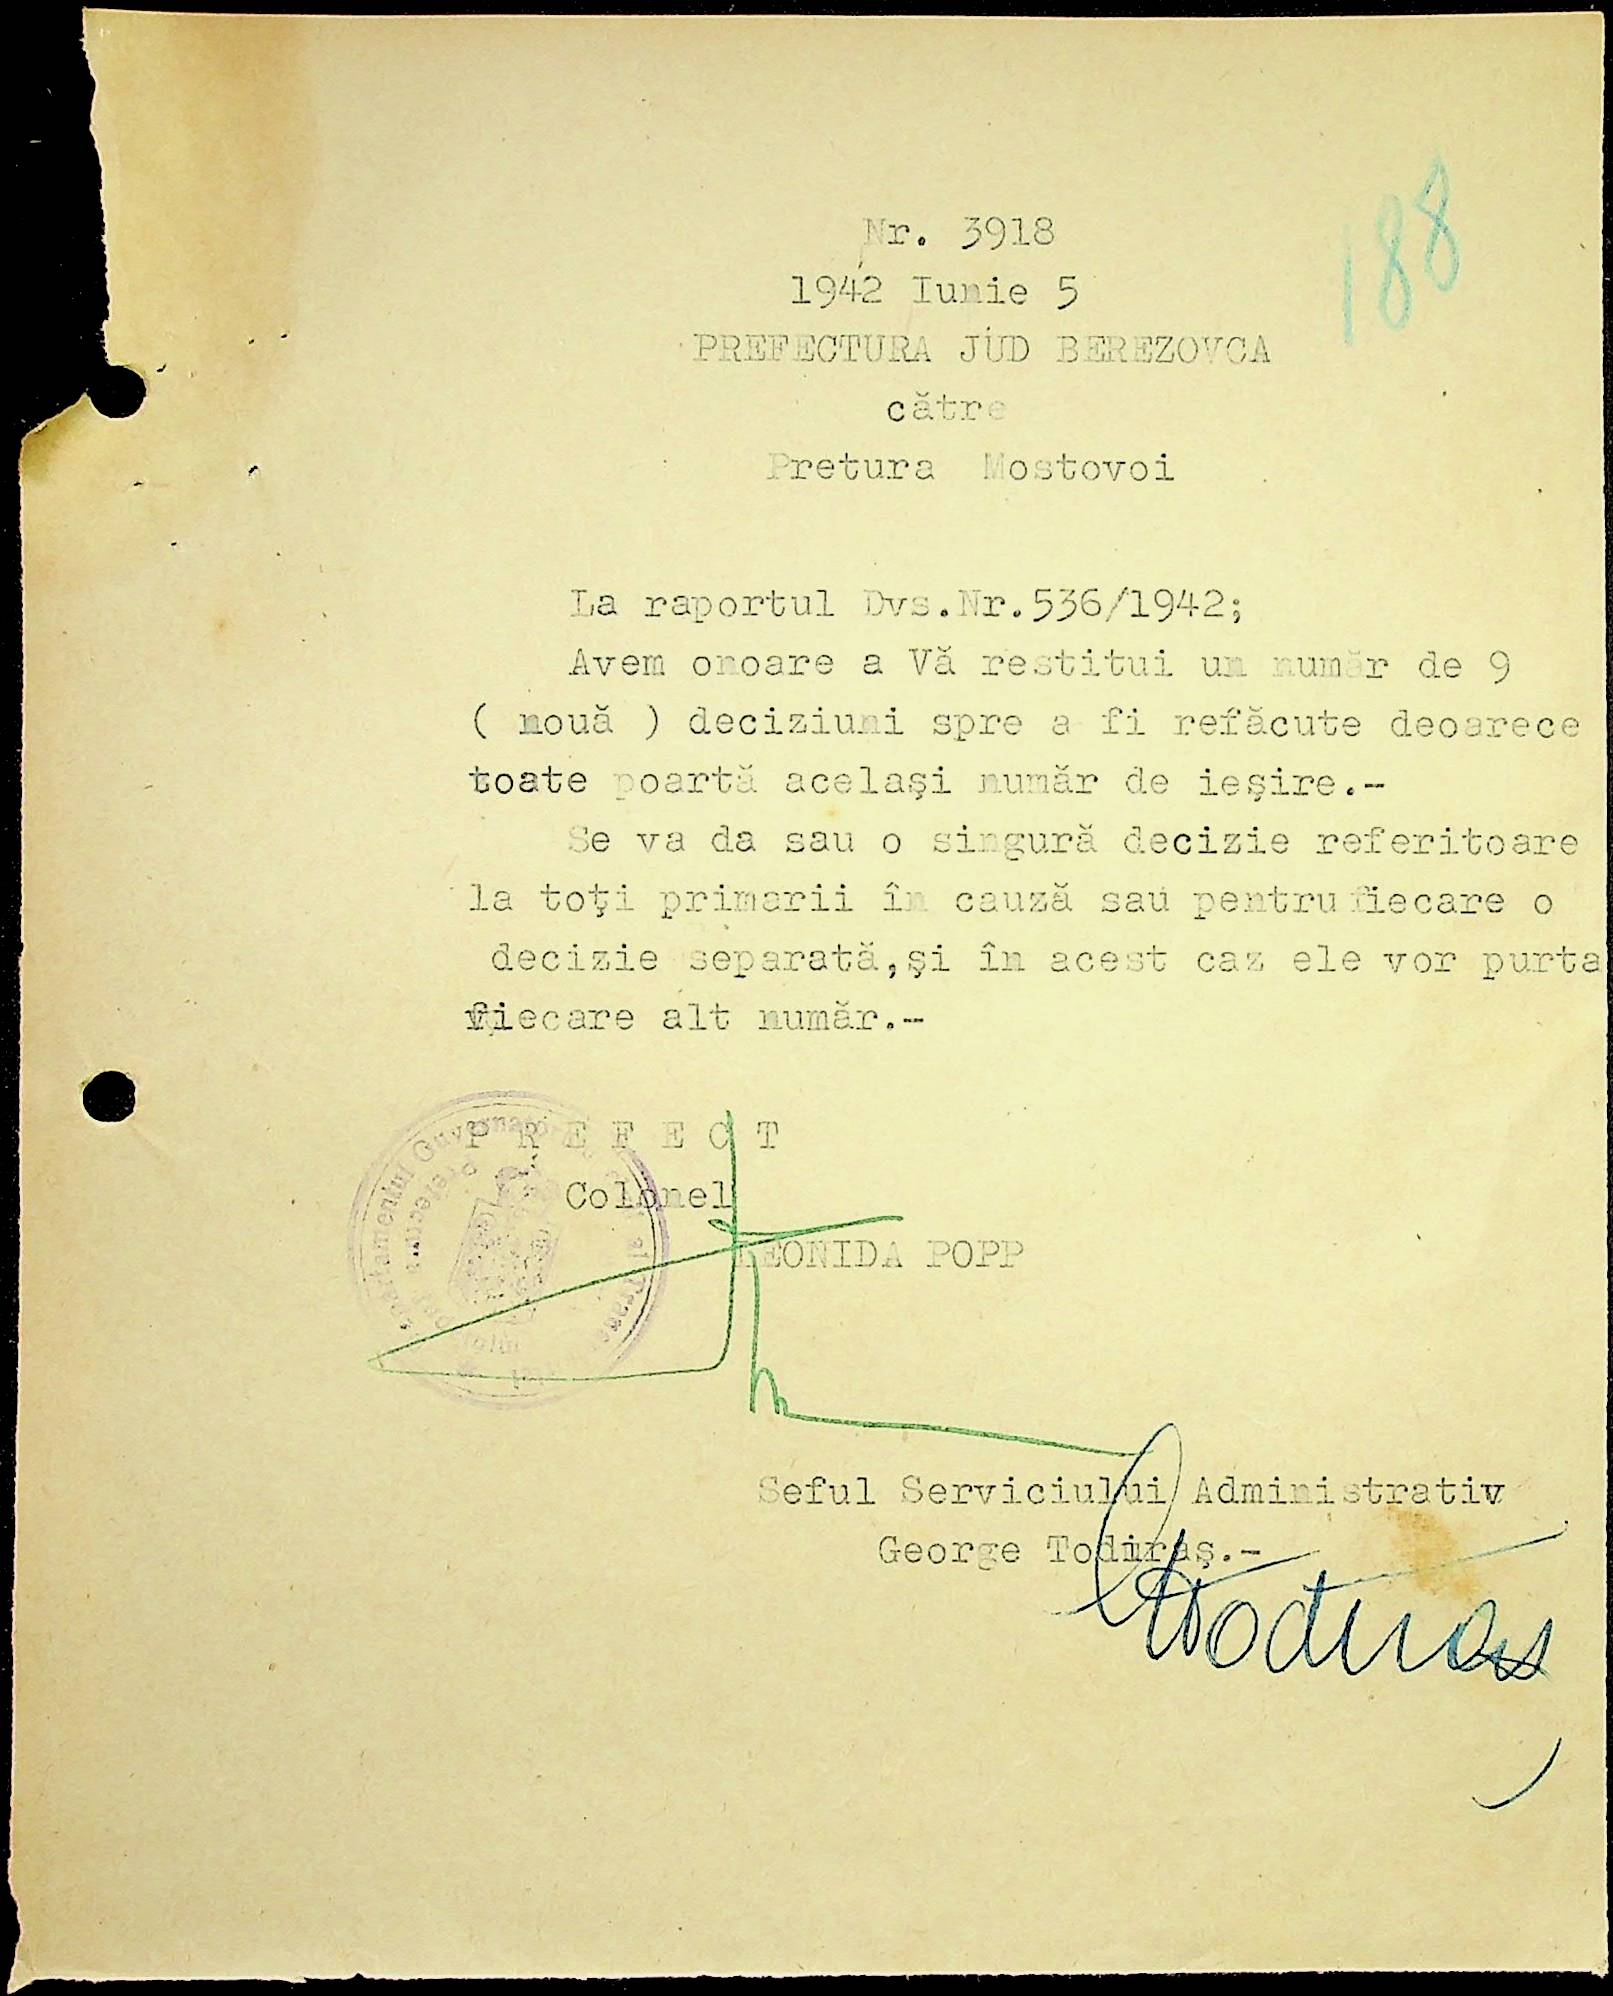 188
Nr. 3918
1942 Iunie 5
PREFECTURA JUD BEREZOVCA
către
Pretura Mostovoi
La raportul Dvs.Nr.536/1942;
Avem onoare a Vă restitui un număr de 9
( nouă ) deciziuni spre a fi refăcute deoarece
toate poartă acelaşi număr de ieşire.-
Se va da sau o singură decizie referitoare
la toţi primarii în cauză sau pentru fiecare o
decizie separată,şi în acest caz ele vor purta
fiecare alt număr.-
P R E F E C T
Colonel
LEONIDA POPP
Guvernă
Seful Serviciului Administrativ
George Todiraş.-
Todiraş